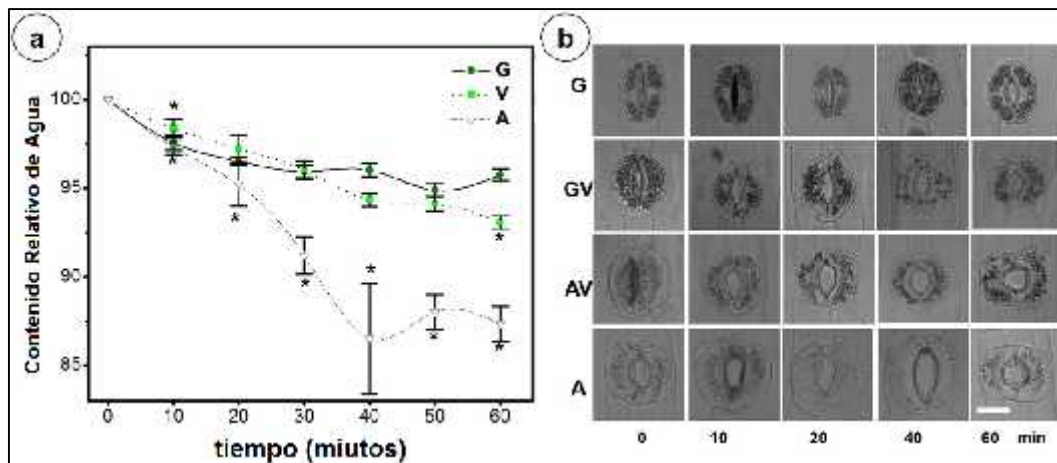 a
G
V
A
Contenido Relativo de Agua
100
95
90
85
* * * * * * * *
0 10 20 30 40 50 60
tiempo (miutos)
b
G
GV
AV
A
0 10 20 40 60 min